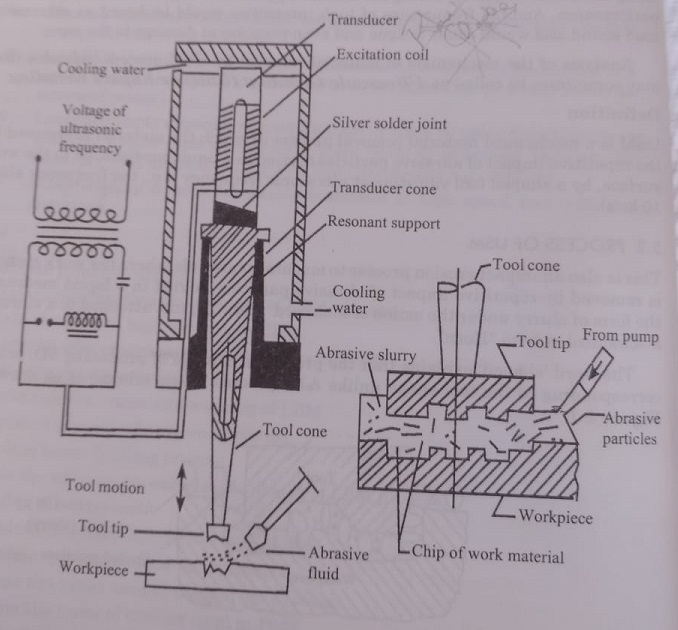 Transducer
Excitation coil
Cooling water
Voltage of
ultrasonic
frequency
Silver solder joint
Transducer cone
Resonant support
Tool cone
Cooling
water
Tool tip
From pump
Abrasive slurry
Abrasive
particles
Tool cone
Tool motion
Tool tip
Workpiece
Abrasive
fluid
Chip of work material
Workpiece